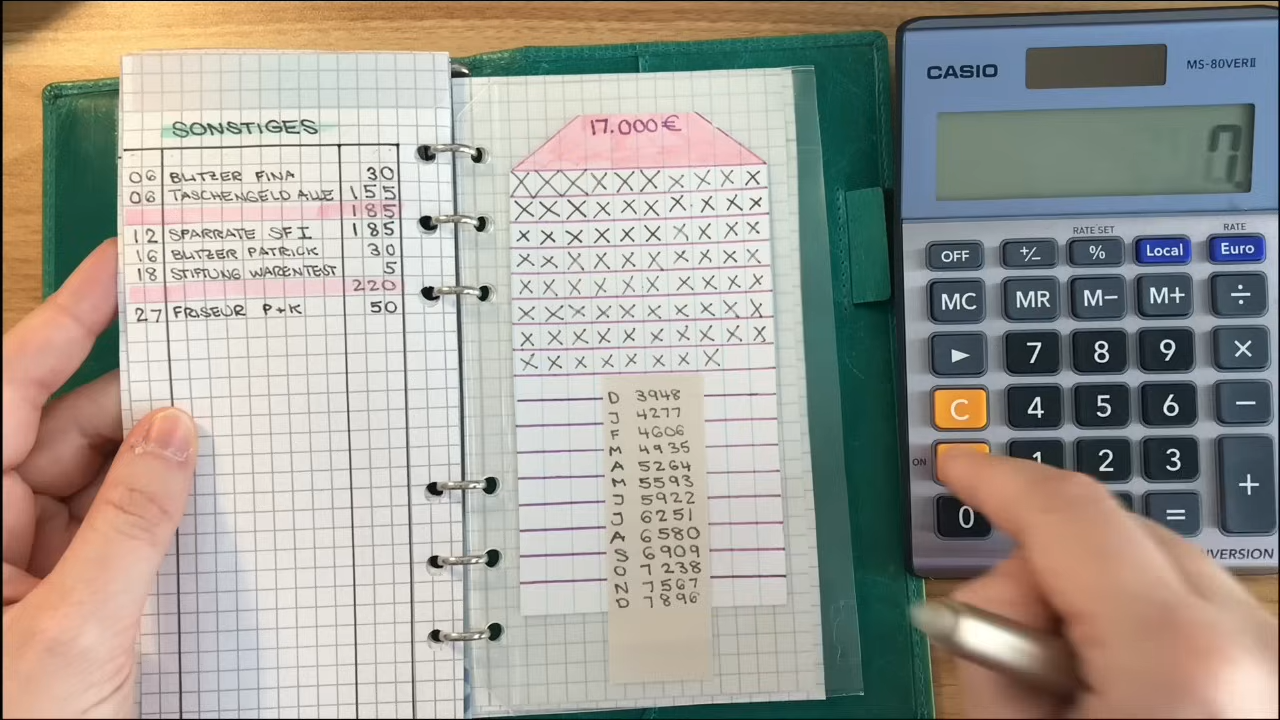 SONSTIGES
06 BLITZER FINA 30
06 TASCHENGELD ALLE 155
185
12 SPARRATE SFI 185
16 BLITZER PATRICK 30
18 STIFTUNG WARENTEST 5
220
27 FRISEUR P+K 50
17.000€
X X X X X X X X X X
X X X X X X X X X X
X X X X X X X X X X
X X X X X X X X X X
X X X X X X X X X X
X X X X X X X X X X
X X X X X X X X X X
X X X X X X X X
D 3948
J 4277
F 4606
M 4935
A 5264
M 5593
J 5922
J 6251
A 6580
S 6909
O 7238
N 7567
D 7896
CASIO MS-80VERII
RATE SET RATE
OFF +/− % Local Euro
MC MR M− M+ ÷
▶ 7 8 9 ×
C 4 5 6 −
ON 1 2 3 +
0 =